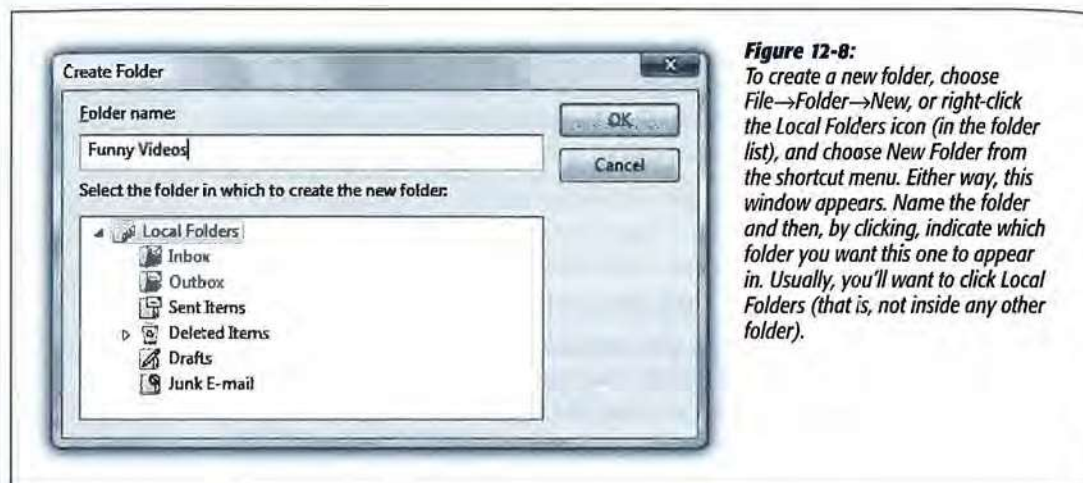 Create Folder
Folder name:
OK
Funny Videos
Cancel
Select the folder in which to create the new folder:
Local Folders
Inbox
Outbox
Sent Items
Deleted Items
Drafts
Junk E-mail
Figure 12-8:
To create a new folder, choose
File→Folder→New, or right-click
the Local Folders icon (in the folder
list), and choose New Folder from
the shortcut menu. Either way, this
window appears. Name the folder
and then, by clicking, indicate which
folder you want this one to appear
in. Usually, you'll want to click Local
Folders (that is, not inside any other
folder).